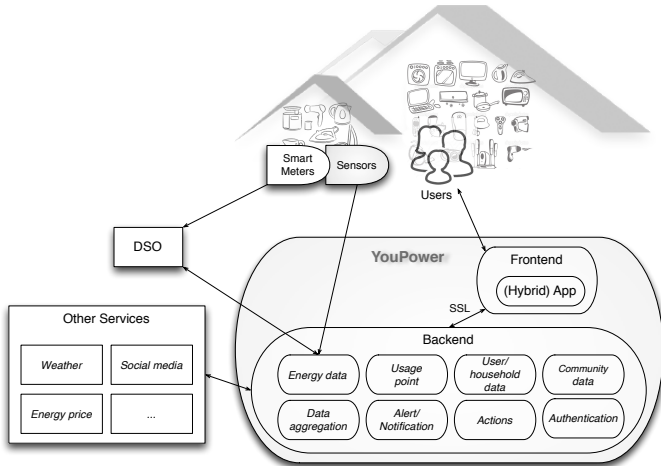 Smart
Meters
Sensors
Users
DSO
YouPower
Frontend
(Hybrid) App
SSL
Other Services
Weather
Social media
Energy price
...
Backend
Energy data
Usage
point
User/
household
data
Community
data
Data
aggregation
Alert/
Notification
Actions
Authentication